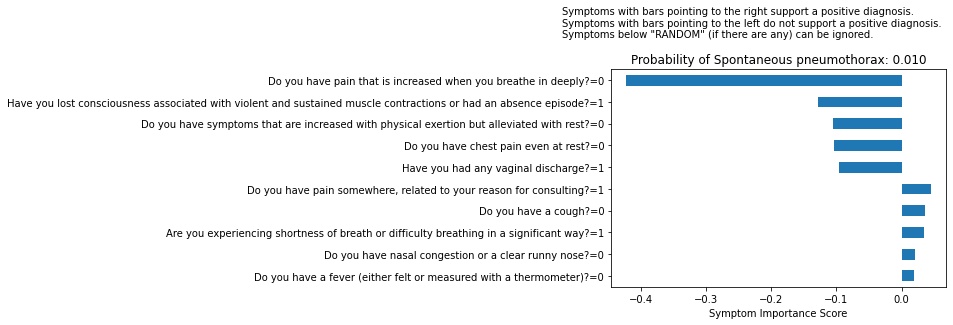 Symptoms with bars pointing to the right support a positive diagnosis.
Symptoms with bars pointing to the left do not support a positive diagnosis.
Symptoms below "RANDOM" (if there are any) can be ignored.
Probability of Spontaneous pneumothorax: 0.010
Do you have pain that is increased when you breathe in deeply?=0
Have you lost consciousness associated with violent and sustained muscle contractions or had an absence episode?=1
Do you have symptoms that are increased with physical exertion but alleviated with rest?=0
Do you have chest pain even at rest?=0
Have you had any vaginal discharge?=1
Do you have pain somewhere, related to your reason for consulting?=1
Do you have a cough?=0
Are you experiencing shortness of breath or difficulty breathing in a significant way?=1
Do you have nasal congestion or a clear runny nose?=0
Do you have a fever (either felt or measured with a thermometer)?=0
−0.4 −0.3 −0.2 −0.1 0.0
Symptom Importance Score